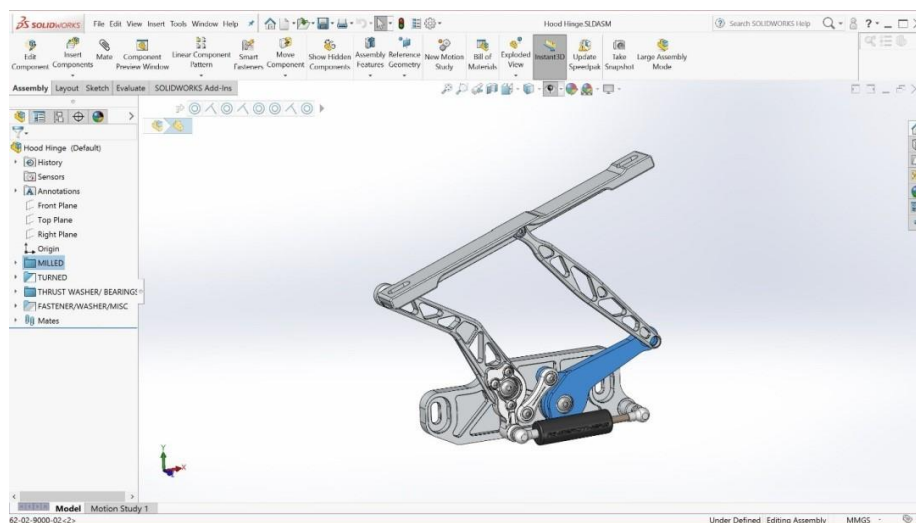 SOLIDWORKS File Edit View Insert Tools Window Help Hood Hinge.SLDASM Search SOLIDWORKS Help
Edit Component
Insert Components
Mate
Component Preview Window
Linear Component Pattern
Smart Fasteners
Move Component
Show Hidden Components
Assembly Features
Reference Geometry
New Motion Study
Bill of Materials
Exploded View
Instant3D
Update Speedpak
Take Snapshot
Large Assembly Mode
Assembly Layout Sketch Evaluate SOLIDWORKS Add-Ins
Hood Hinge (Default)
History
Sensors
Annotations
Front Plane
Top Plane
Right Plane
Origin
MILLED
TURNED
THRUST WASHER/ BEARINGS
FASTENER/WASHER/MISC
Mates
Y
X
Model Motion Study 1
62-02-9000-02<2> Under Defined Editing Assembly MMGS